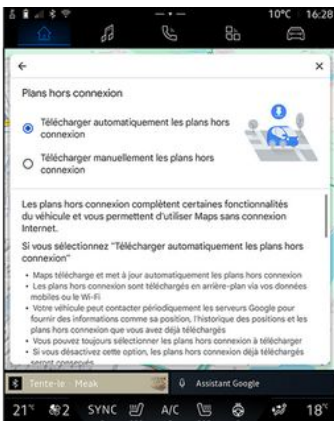 10°C 16:28
Plans hors connexion
Télécharger automatiquement les plans hors
connexion
Télécharger manuellement les plans hors
connexion
Les plans hors connexion complètent certaines fonctionnalités
du véhicule et vous permettent d'utiliser Maps sans connexion
Internet.
Si vous sélectionnez "Télécharger automatiquement les plans hors
connexion"
• Maps télécharge et met à jour automatiquement les plans hors connexion
• Les plans hors connexion sont téléchargés en arrière-plan via vos données
mobiles ou le Wi-Fi
• Votre véhicule peut contacter périodiquement les serveurs Google pour
fournir des informations comme sa position, l'historique des positions et les
plans hors connexion que vous avez déjà téléchargés
• Vous pouvez toujours sélectionner les plans hors connexion à télécharger
• Si vous désactivez cette option, les plans hors connexion déjà téléchargés
seront conservés
Tente-le Meak
Assistant Google
21° 2 SYNC A/C 18°